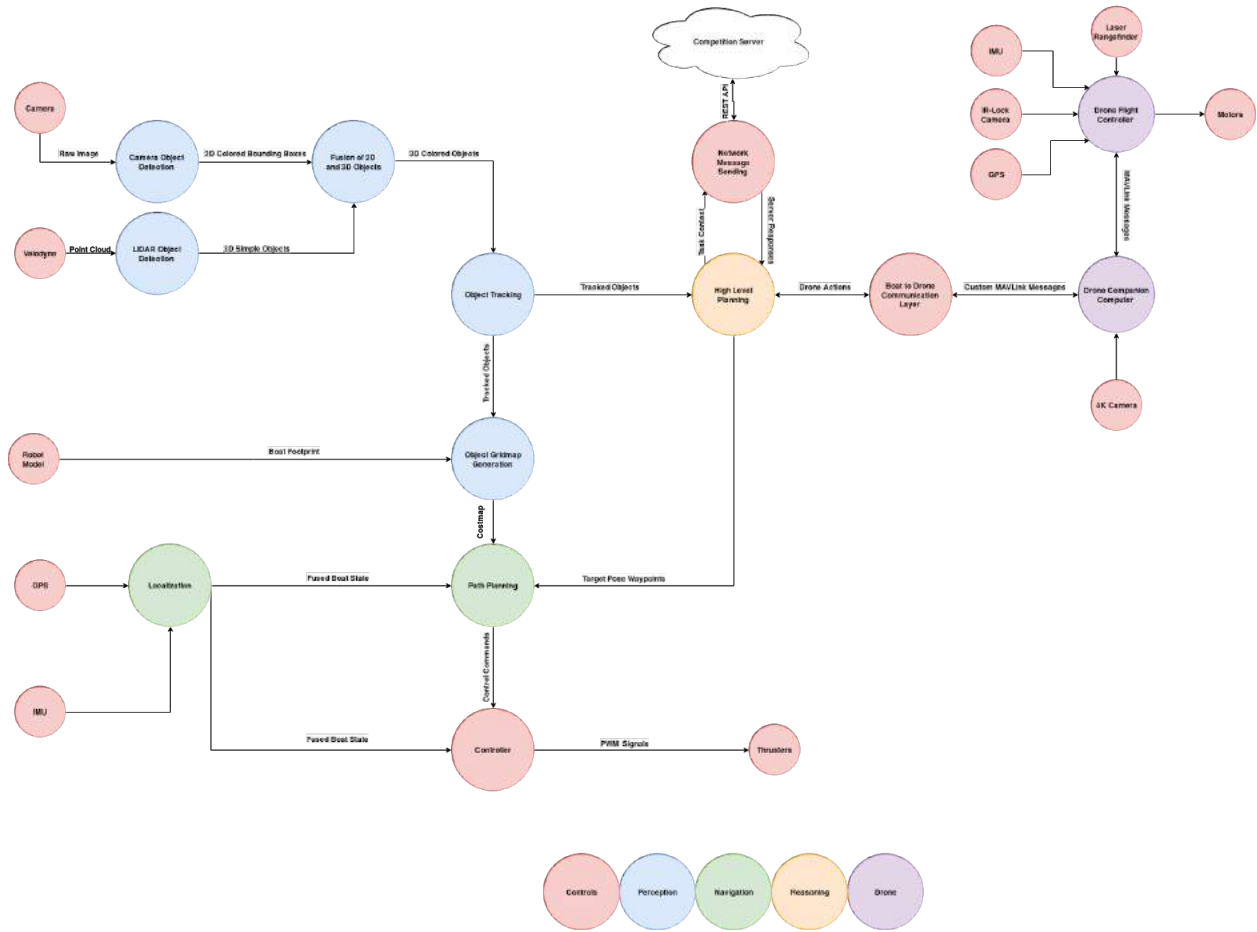 Competition Server
REST API
Laser
Rangefinder
IMU
IR-Lock
Camera
GPS
Drone Flight
Controller
Motors
MAVLink Messages
Camera
Raw Image
Camera Object
Detection
2D Colored Bounding Boxes
Fusion of 2D
and 3D Objects
3D Colored Objects
Network
Message
Sending
Task Context
Server Responses
Velodyne
Point Cloud
LIDAR Object
Detection
3D Simple Objects
Object Tracking
Tracked Objects
High Level
Planning
Drone Actions
Boat to Drone
Communication
Layer
Custom MAVLink Messages
Drone Companion
Computer
Tracked Objects
4K Camera
Robot
Model
Boat Footprint
Object Gridmap
Generation
Costmap
GPS
Localization
Fused Boat State
Path Planning
Target Pose Waypoints
Control Commands
IMU
Fused Boat State
Controller
PWM Signals
Thrusters
Controls
Perception
Navigation
Reasoning
Drone